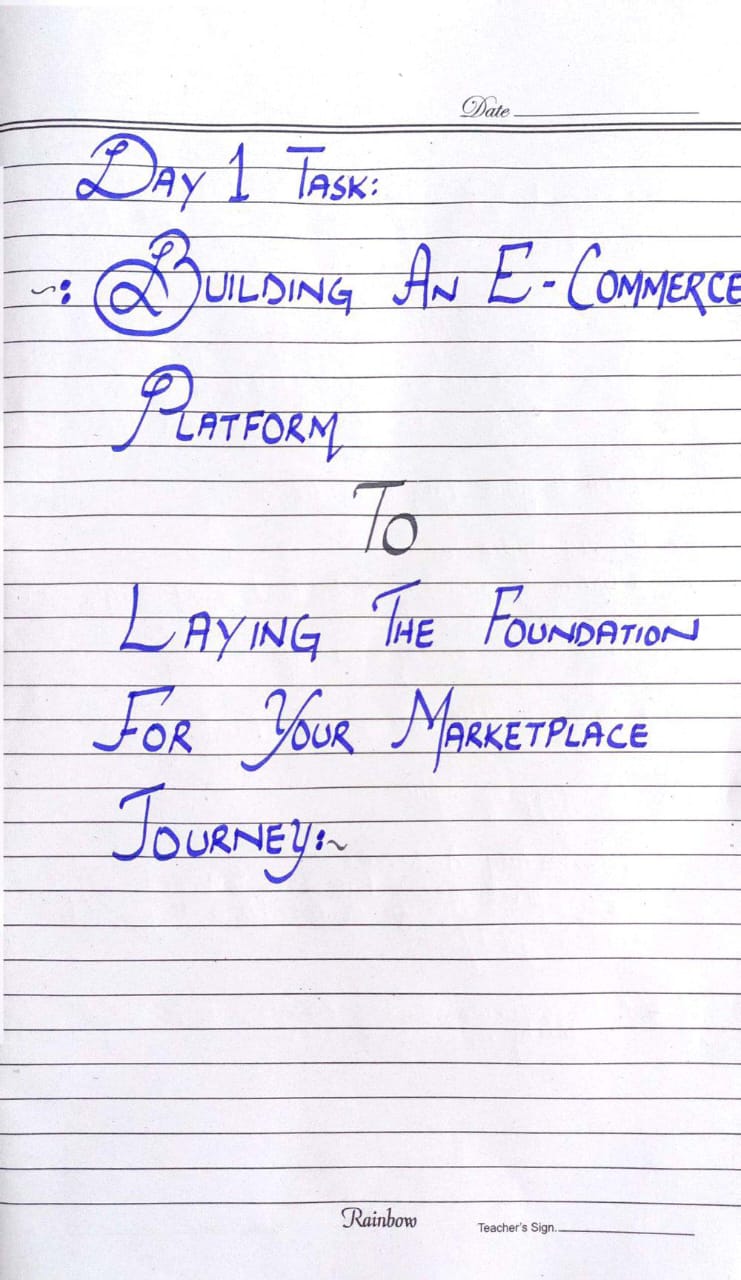 Date
Day 1 Task:
~: Building An E-Commerce
Platform
To
Laying The Foundation
For Your Marketplace
Journey:~
Rainbow
Teacher's Sign.